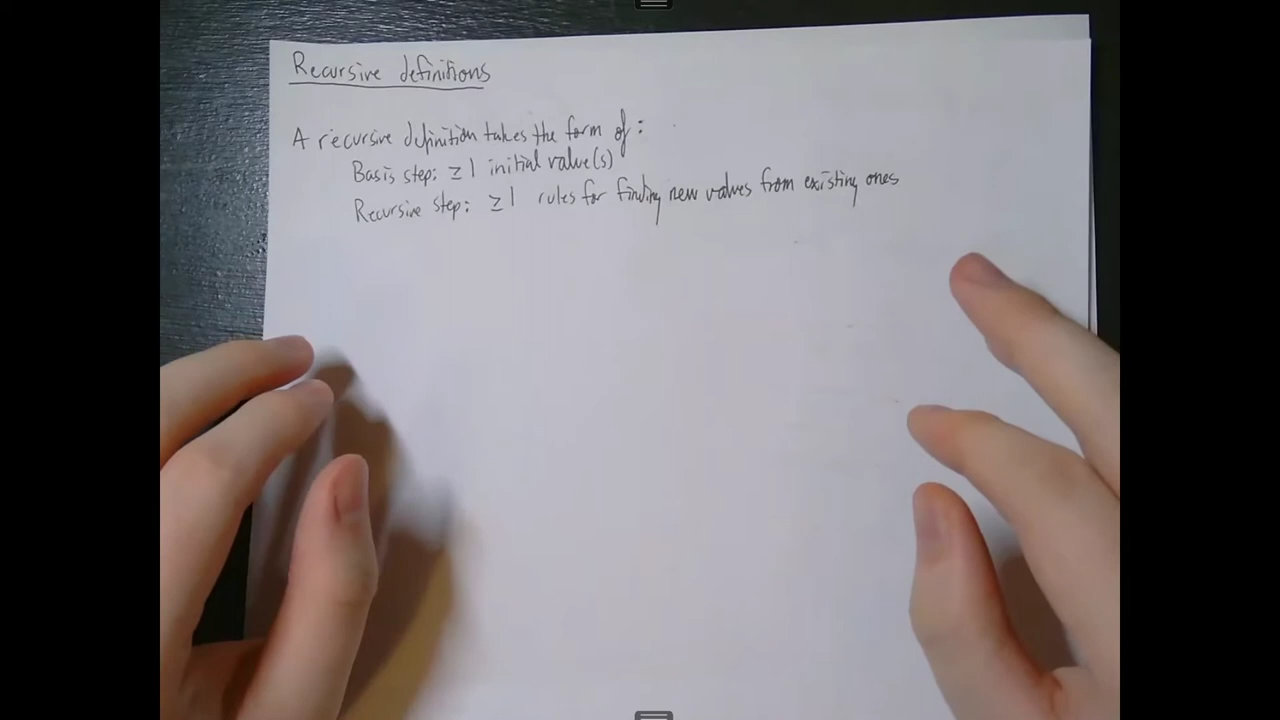 Recursive definitions
A recursive definition takes the form of:
Basis step: ≥1 initial value(s)
Recursive step: ≥1 rules for finding new values from existing ones